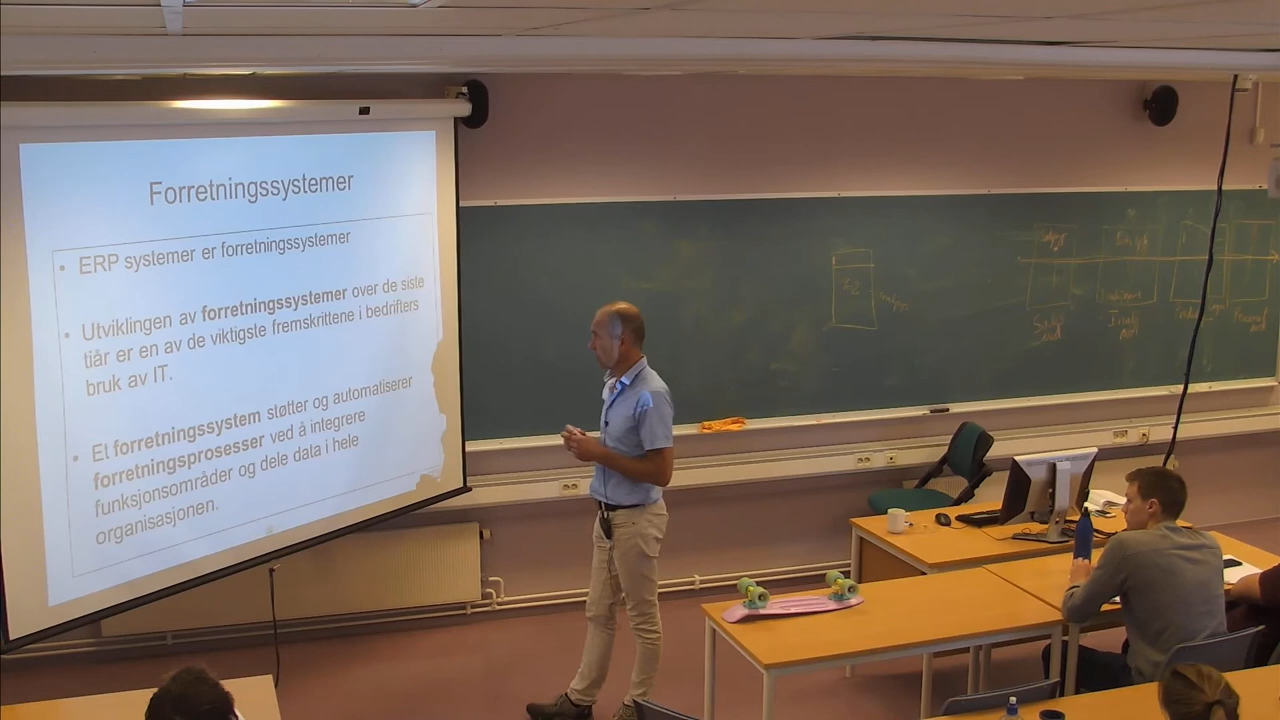 Forretningssystemer
• ERP systemer er forretningssystemer
• Utviklingen av forretningssystemer over de siste
tiår er en av de viktigste fremskrittene i bedrifters
bruk av IT.
• Et forretningssystem støtter og automatiserer
forretningsprosesser ved å integrere
funksjonsområder og dele data i hele
organisasjonen.